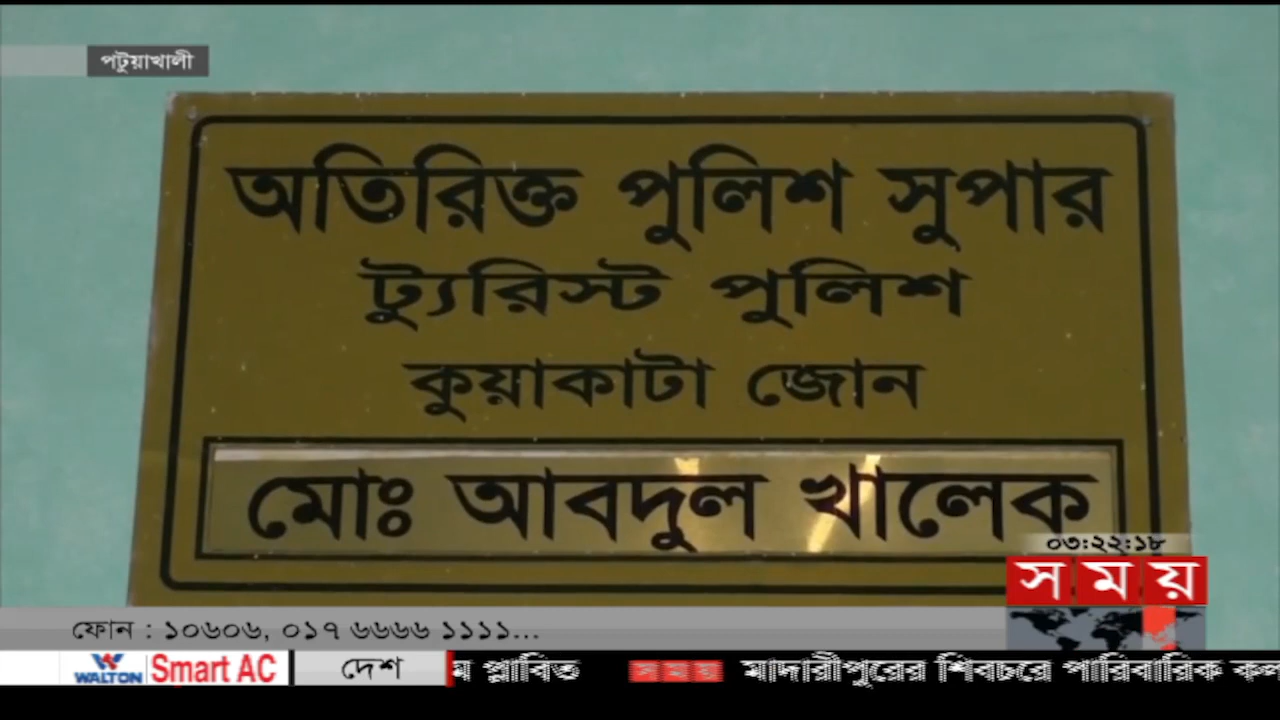 পটুয়াখালী
অতিরিক্ত পুলিশ সুপার
ট্যুরিস্ট পুলিশ
কুয়াকাটা জোন
মোঃ আবদুল খালেক
০৩:২২:১৮
সময়
ফোন : ১০৬০৬, ০১৭ ৬৬৬৬ ১১১১...
WALTON Smart AC দেশ ম প্লাবিত সময় মাদারীপুরের শিবচরে পারিবারিক